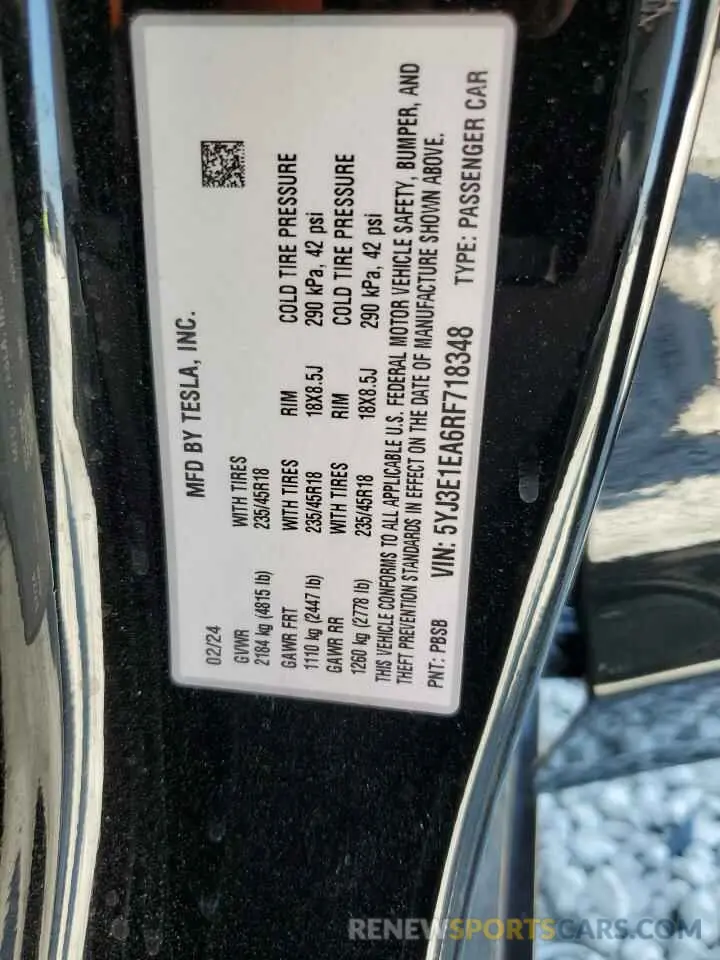 MFD BY TESLA, INC.
02/24
GVWR WITH TIRES
2184 kg (4815 lb) 235/45R18
GAWR FRT WITH TIRES RIM COLD TIRE PRESSURE
1110 kg (2447 lb) 235/45R18 18X8.5J 290 kPa, 42 psi
GAWR RR WITH TIRES RIM COLD TIRE PRESSURE
1260 kg (2778 lb) 235/45R18 18X8.5J 290 kPa, 42 psi
THIS VEHICLE CONFORMS TO ALL APPLICABLE U.S. FEDERAL MOTOR VEHICLE SAFETY, BUMPER, AND
THEFT PREVENTION STANDARDS IN EFFECT ON THE DATE OF MANUFACTURE SHOWN ABOVE.
PNT: PBSB VIN: 5YJ3E1EA6RF718348 TYPE: PASSENGER CAR
RENEWSPORTSCARS.COM